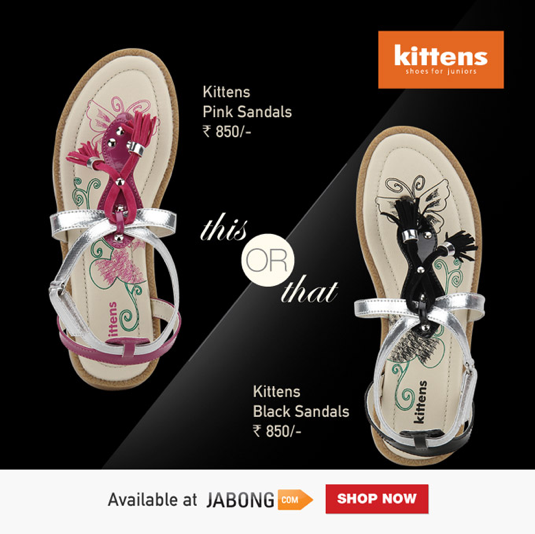 kittens
shoes for juniors
Kittens
Pink Sandals
₹ 850/-
this
OR
that
Kittens
Black Sandals
₹ 850/-
ittens
kittens
Available at JABONG COM SHOP NOW